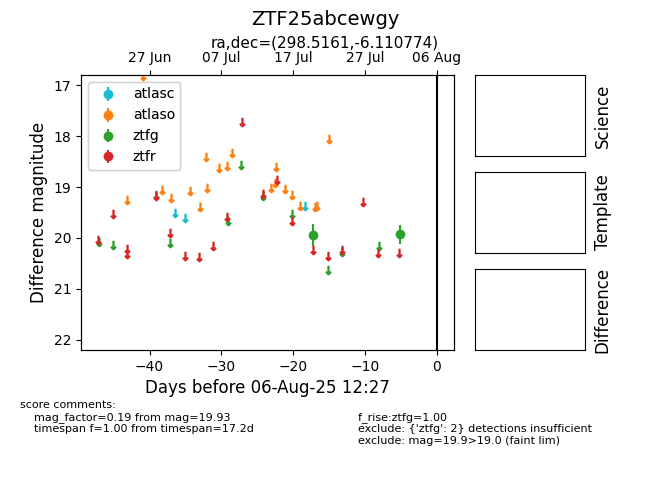 ZTF25abcewgy
ra,dec=(298.5161,-6.110774)
27 Jun 07 Jul 17 Jul 27 Jul 06 Aug
17
18
19
20
21
22
Difference magnitude
atlasc
atlaso
ztfg
ztfr
−40 −30 −20 −10 0
Days before 06-Aug-25 12:27
Science
Template
Difference
score comments:
mag_factor=0.19 from mag=19.93
timespan f=1.00 from timespan=17.2d
f_rise:ztfg=1.00
exclude: {'ztfg': 2} detections insufficient
exclude: mag=19.9>19.0 (faint lim)